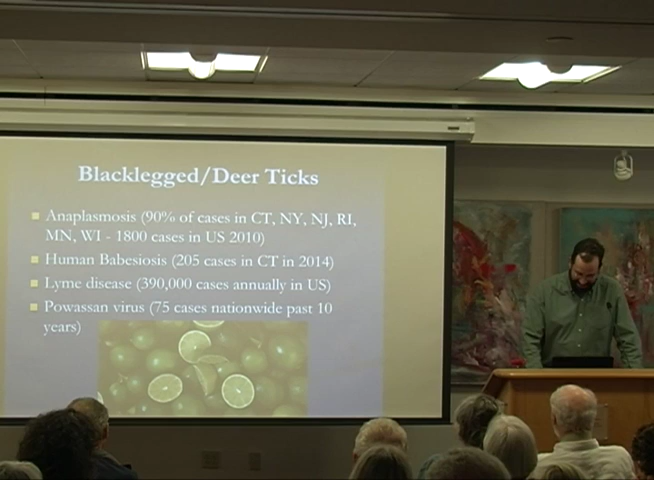 Blacklegged/Deer Ticks
Anaplasmosis (90% of cases in CT, NY, NJ, RI,
MN, WI - 1800 cases in US 2010)
Human Babesiosis (205 cases in CT in 2014)
Lyme disease (390,000 cases annually in US)
Powassan virus (75 cases nationwide past 10
years)